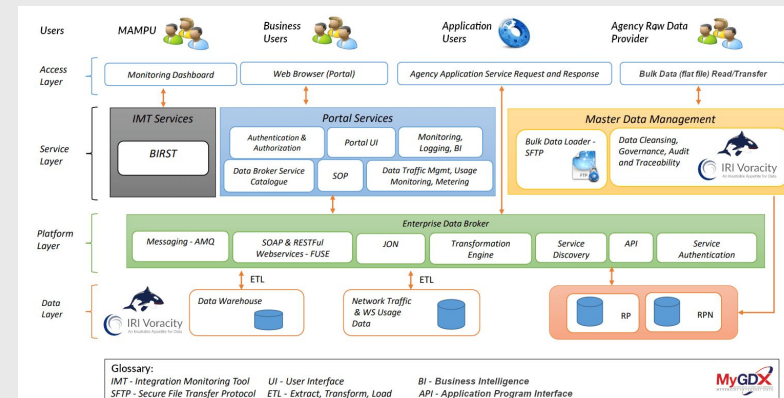 Users
MAMPU
Business
Users
Application
Users
Agency Raw Data
Provider
Access
Layer
Monitoring Dashboard
Web Browser (Portal)
Agency Application Service Request and Response
Bulk Data (flat file) Read/Transfer
Service
Layer
IMT Services
BIRST
Portal Services
Authentication &
Authorization
Portal UI
Monitoring,
Logging, BI
Data Broker Service
Catalogue
SOP
Data Traffic Mgmt, Usage
Monitoring, Metering
Master Data Management
Bulk Data Loader -
SFTP
FTP
Data Cleansing,
Governance, Audit
and Traceability
IRI Voracity
Platform
Layer
Enterprise Data Broker
Messaging - AMQ
SOAP & RESTFul
Webservices - FUSE
JON
Transformation
Engine
Service
Discovery
API
Service
Authentication
ETL
ETL
Data
Layer
IRI Voracity
Data Warehouse
Network Traffic
& WS Usage
Data
RP
RPN
Glossary:
IMT - Integration Monitoring Tool
UI - User Interface
BI - Business Intelligence
SFTP - Secure File Transfer Protocol
ETL - Extract, Transform, Load
API - Application Program Interface
MyGDX